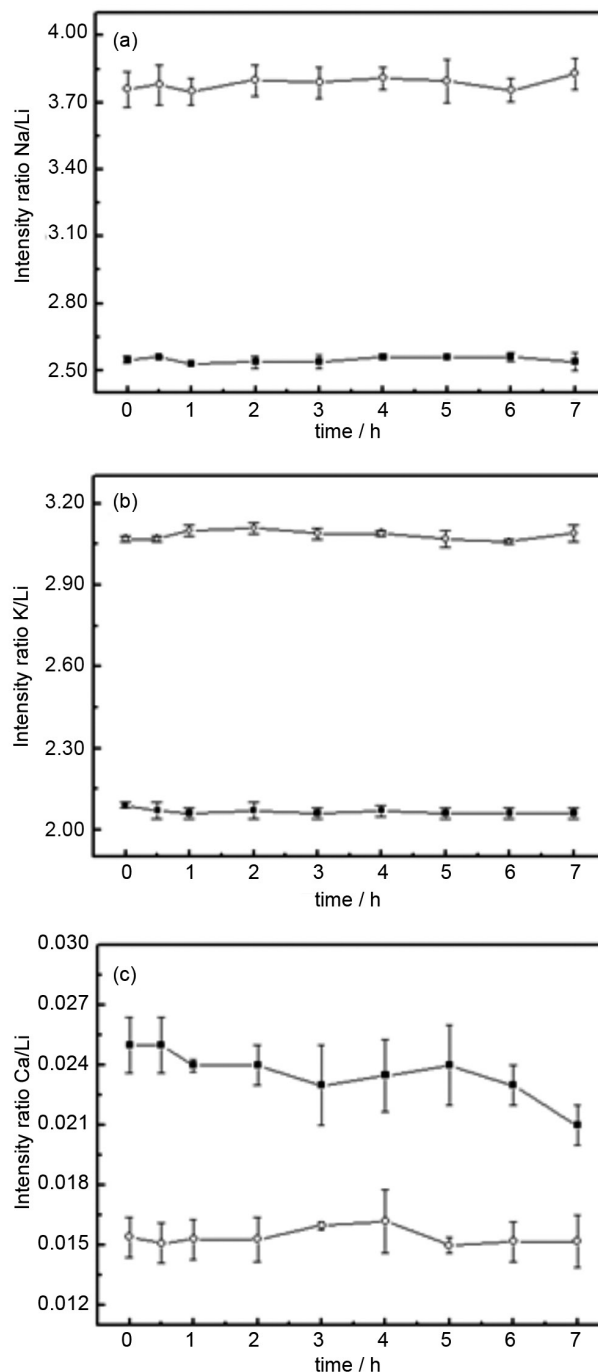 (a)
Intensity ratio Na/Li
4.00
3.70
3.40
3.10
2.80
2.50
0 1 2 3 4 5 6 7
time / h
(b)
Intensity ratio K/Li
3.20
2.90
2.60
2.30
2.00
0 1 2 3 4 5 6 7
time / h
(c)
Intensity ratio Ca/Li
0.030
0.027
0.024
0.021
0.018
0.015
0.012
0 1 2 3 4 5 6 7
time / h